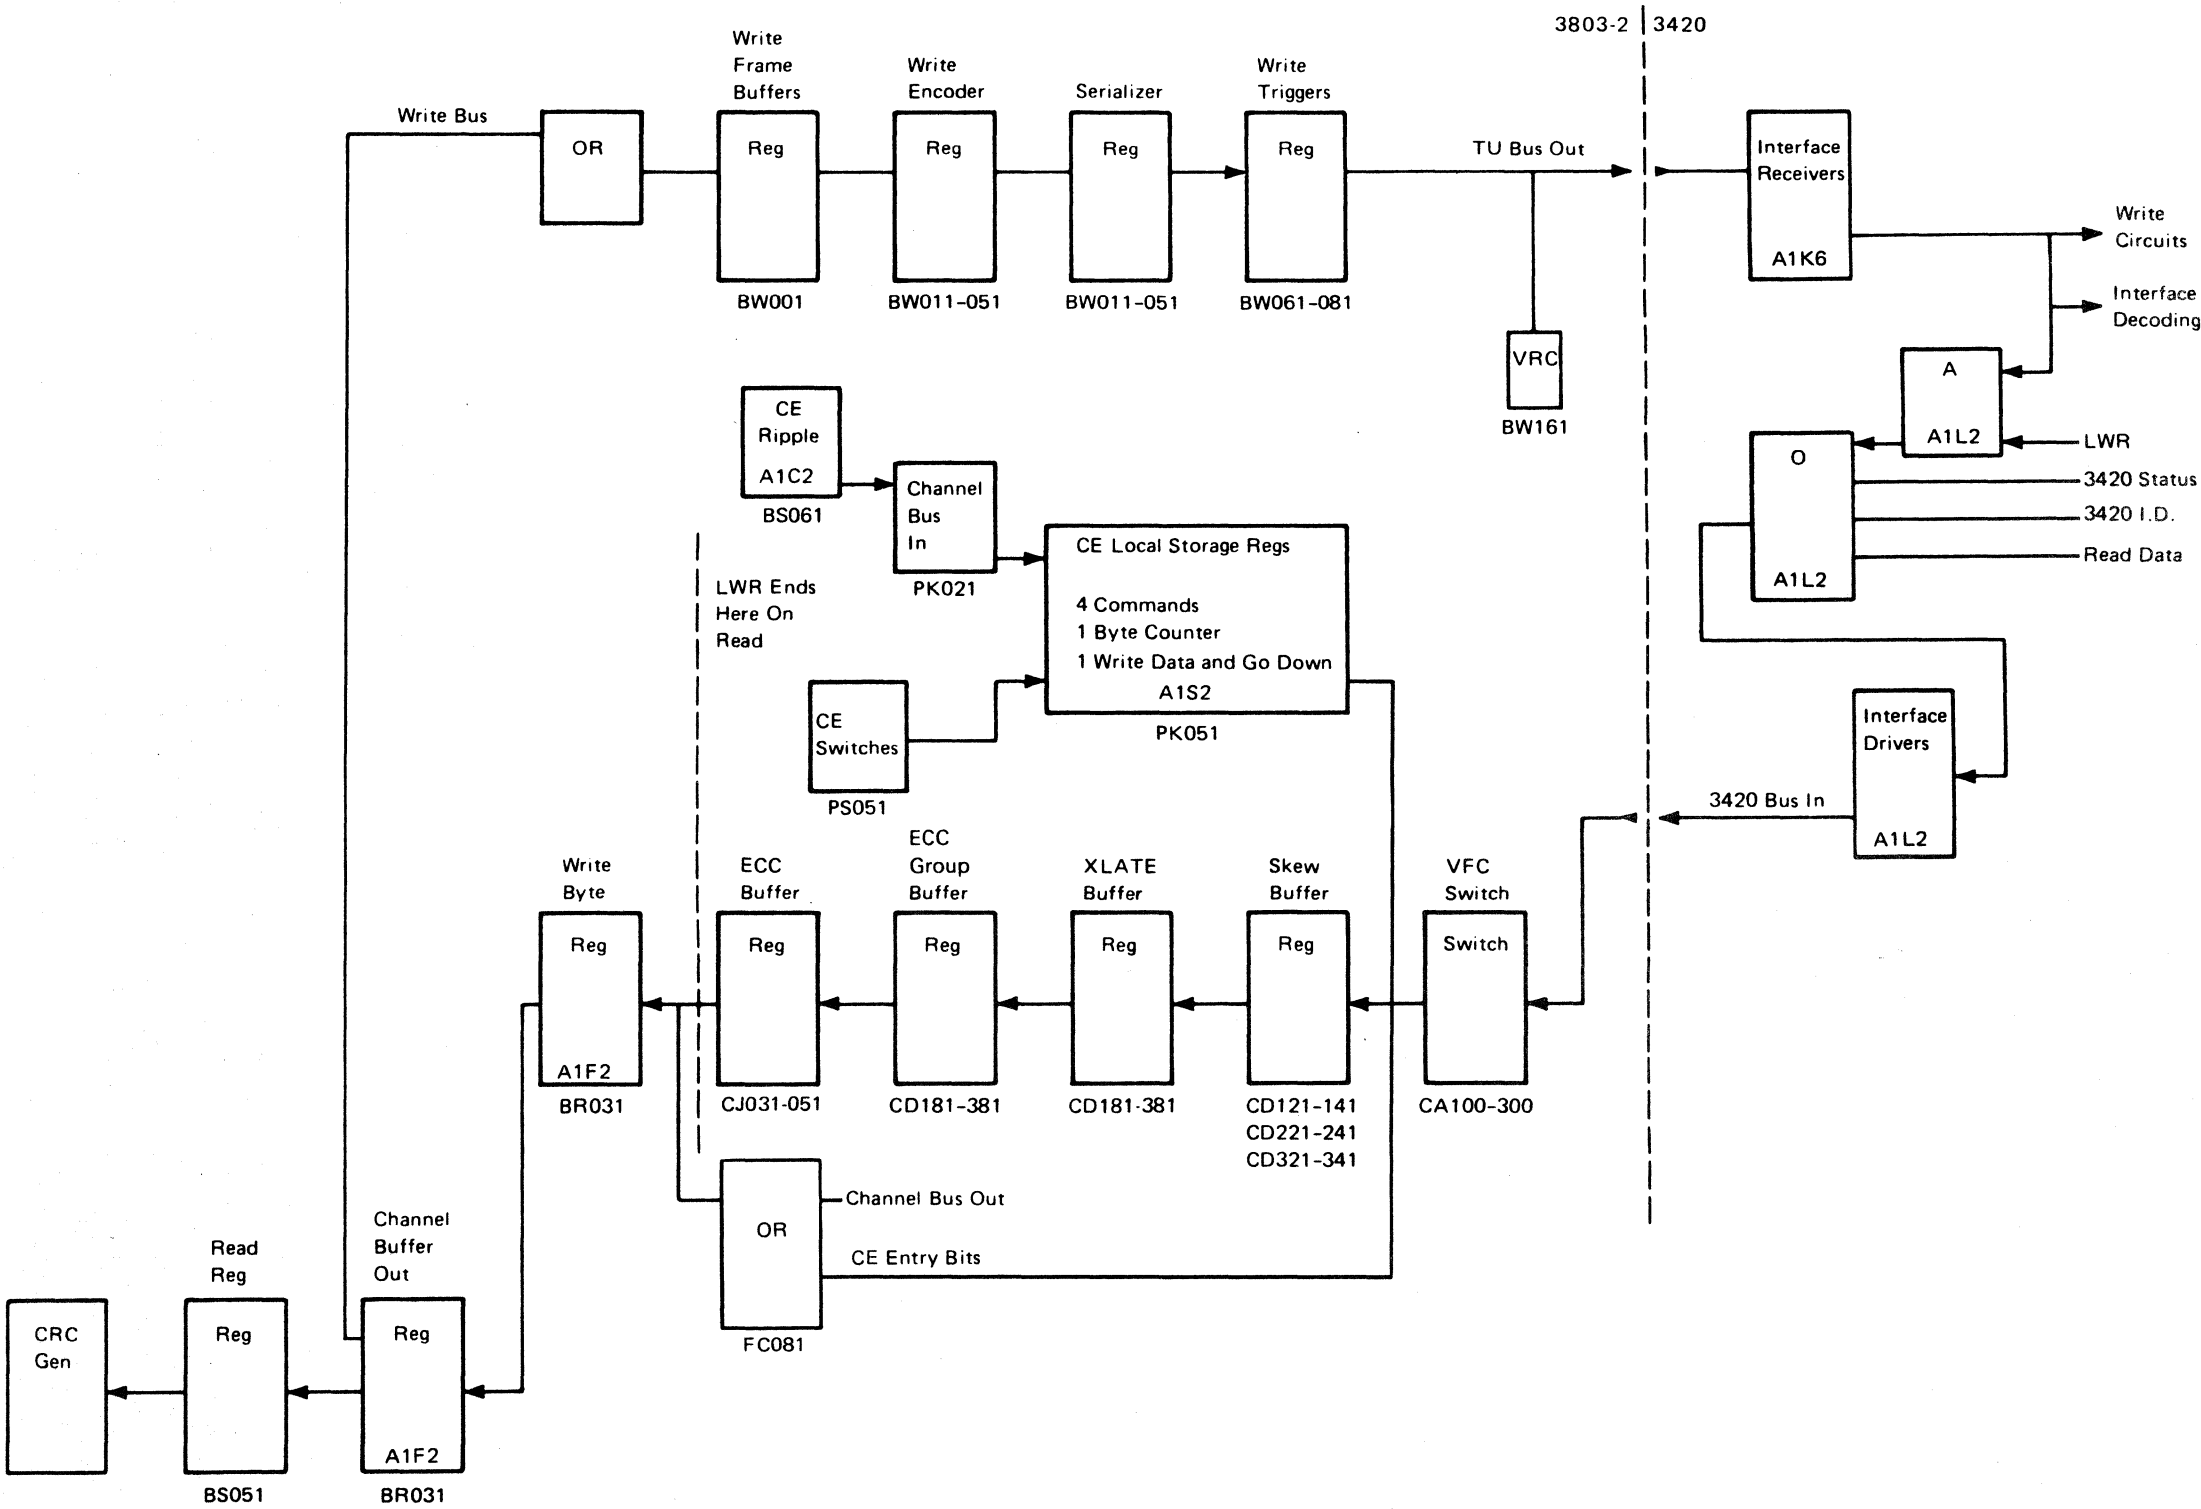 3803-2
3420
Write
Frame
Buffers
Write
Encoder
Serializer
Write
Triggers
Write Bus
OR
Reg
Reg
Reg
Reg
TU Bus Out
Interface
Receivers
A1K6
BW001
BW011-051
BW011-051
BW061-081
Write
Circuits
Interface
Decoding
VRC
BW161
A
A1L2
LWR
O
A1L2
3420 Status
3420 I.D.
Read Data
CE
Ripple
A1C2
BS061
Channel
Bus
In
PK021
CE Local Storage Regs
4 Commands
1 Byte Counter
1 Write Data and Go Down
A1S2
PK051
LWR Ends
Here On
Read
CE
Switches
PS051
Interface
Drivers
A1L2
3420 Bus In
Write
Byte
ECC
Buffer
ECC
Group
Buffer
XLATE
Buffer
Skew
Buffer
VFC
Switch
Reg
A1F2
Reg
Reg
Reg
Reg
Switch
BR031
CJ031-051
CD181-381
CD181-381
CD121-141
CD221-241
CD321-341
CA100-300
OR
Channel Bus Out
CE Entry Bits
FC081
Read
Reg
Channel
Buffer
Out
CRC
Gen
Reg
Reg
A1F2
BS051
BR031